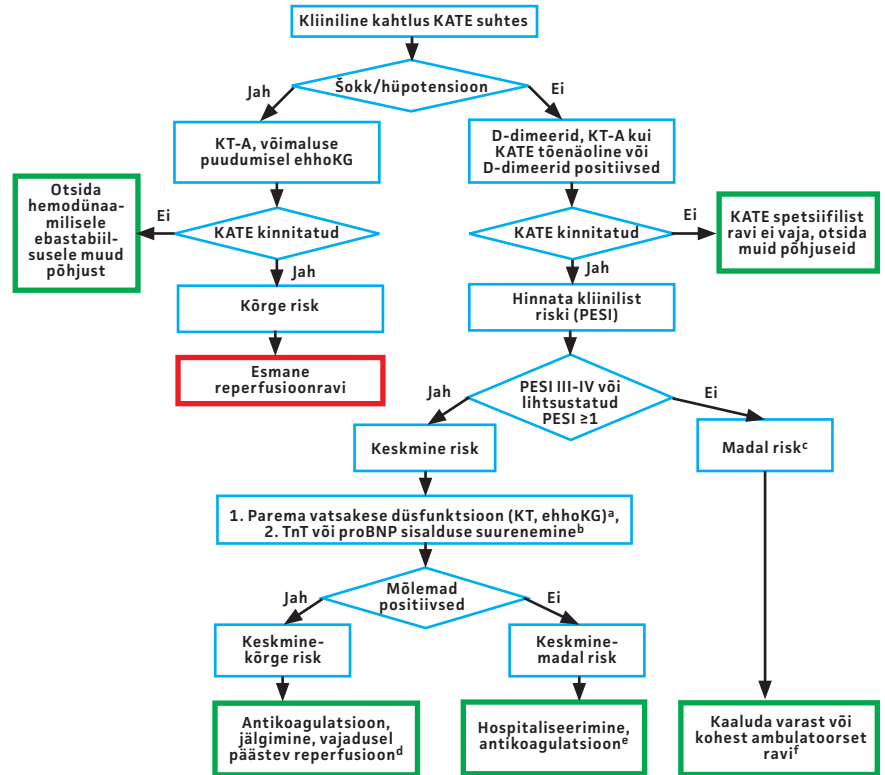 Kliiniline kahtlus KATE suhtes
Šokk/hüpotensioon
Jah
Ei
KT-A, võimaluse
puudumisel ehhoKG
D-dimeerid, KT-A kui
KATE tõenäoline või
D-dimeerid positiivsed
Otsida
hemodünaa-
milisele
ebastabiil-
susele muud
põhjust
Ei
KATE kinnitatud
Jah
KATE kinnitatud
Ei
Jah
KATE spetsiifilist
ravi ei vaja, otsida
muid põhjuseid
Kõrge risk
Hinnata kliinilist
riski (PESI)
Esmane
reperfusioonravi
Jah
PESI III-IV või
lihtsustatud
PESI ≥1
Ei
Keskmine risk
Madal riskᶜ
1. Parema vatsakese düsfunktsioon (KT, ehhoKG)ᵃ,
2. TnT või proBNP sisalduse suurenemineᵇ
Jah
Mõlemad
positiivsed
Ei
Keskmine-
kõrge risk
Keskmine-
madal risk
Antikoagulatsioon,
jälgimine, vajadusel
päästev reperfusioonᵈ
Hospitaliseerimine,
antikoagulatsioonᵉ
Kaaluda varast või
kohest ambulatoorset
raviᶠ